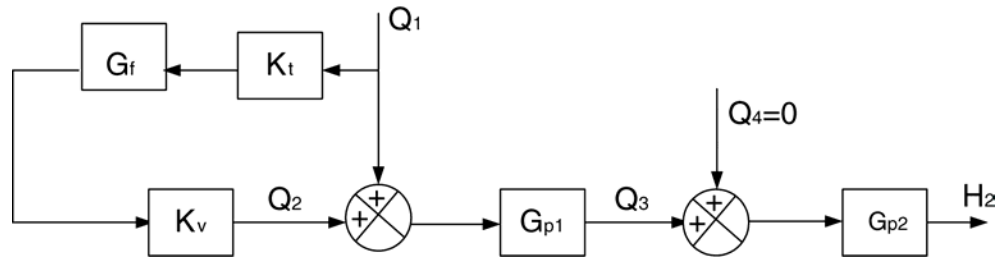 Q1
Gf
Kt
Q4=0
+
+
Kv
Q2
+
+
Gp1
Q3
Gp2
H2